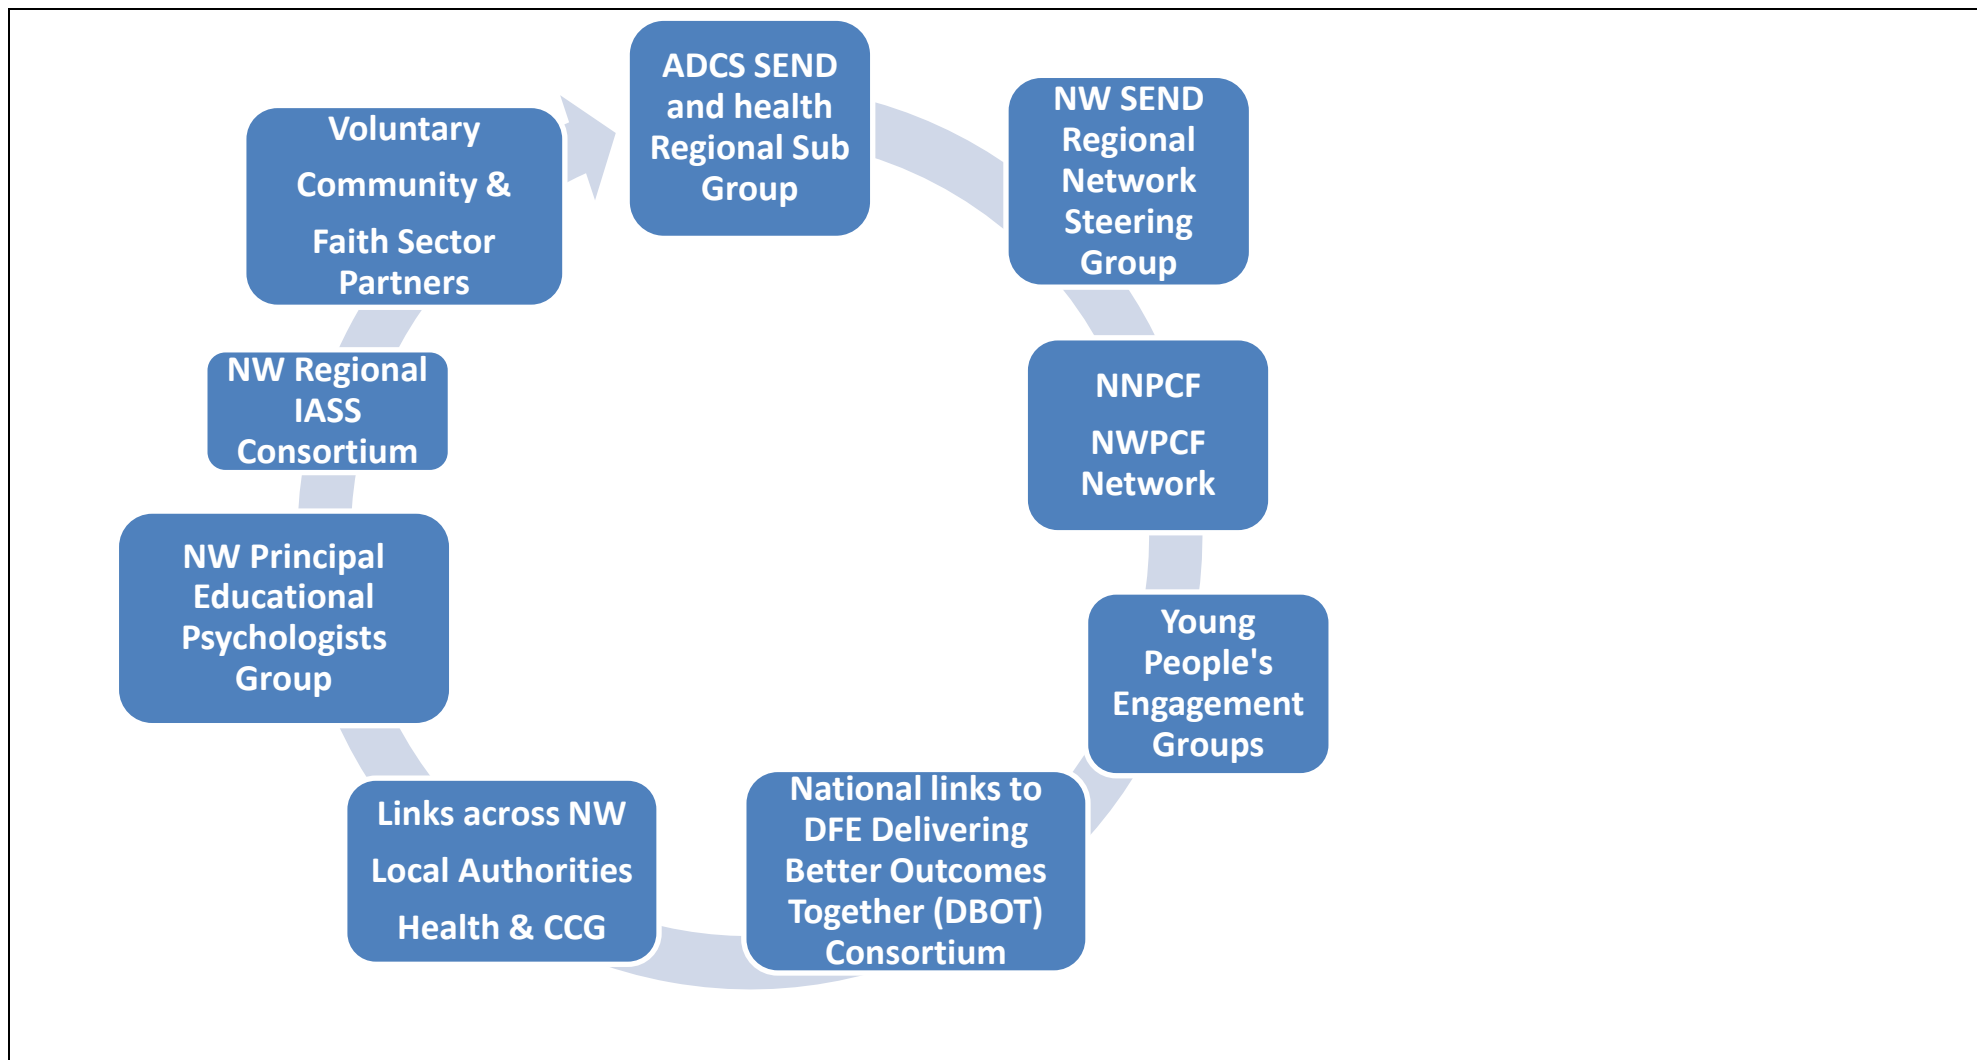 ADCS SEND
and health
Regional Sub
Group
NW SEND
Regional
Network
Steering
Group
NNPCF
NWPCF
Network
Young
People's
Engagement
Groups
National links to
DFE Delivering
Better Outcomes
Together (DBOT)
Consortium
Links across NW
Local Authorities
Health & CCG
NW Principal
Educational
Psychologists
Group
NW Regional
IASS
Consortium
Voluntary
Community &
Faith Sector
Partners